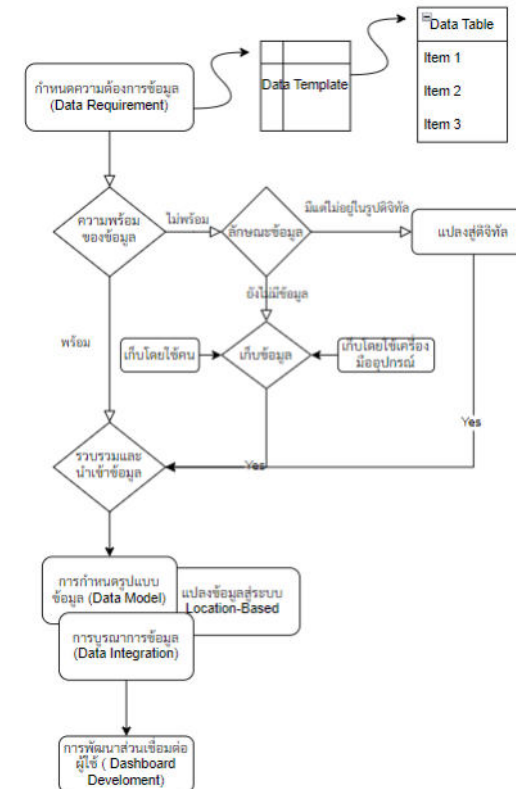 Data Table
Item 1
Item 2
Item 3
Data Template
กำหนดความต้องการข้อมูล
(Data Requirement)
ความพร้อม
ของข้อมูล
ไม่พร้อม
ลักษณะข้อมูล
มีแต่ไม่อยู่ในรูปดิจิทัล
แปลงสู่ดิจิทัล
ยังไม่มีข้อมูล
พร้อม
เก็บโดยใช้คน
เก็บข้อมูล
เก็บโดยใช้เครื่อง
มืออุปกรณ์
Yes
รวบรวมและ
นำเข้าข้อมูล
Yes
การกำหนดรูปแบบ
ข้อมูล (Data Model)
แปลงข้อมูลสู่ระบบ
Location-Based
การบูรณาการข้อมูล
(Data Integration)
การพัฒนาส่วนเชื่อมต่อ
ผู้ใช้ ( Dashboard
Develoment)